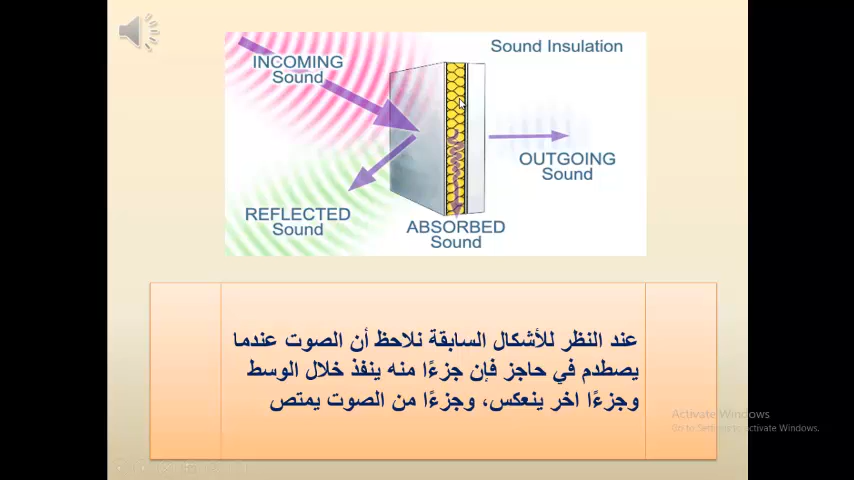 Sound Insulation
INCOMING
Sound
OUTGOING
Sound
REFLECTED
Sound
ABSORBED
Sound
عند النظر للأشكال السابقة نلاحظ أن الصوت عندما
يصطدم في حاجز فإن جزءًا منه ينفذ خلال الوسط
وجزءًا اخر ينعكس، وجزءًا من الصوت يمتص
Activate Windows
Go to Settings to activate Windows.